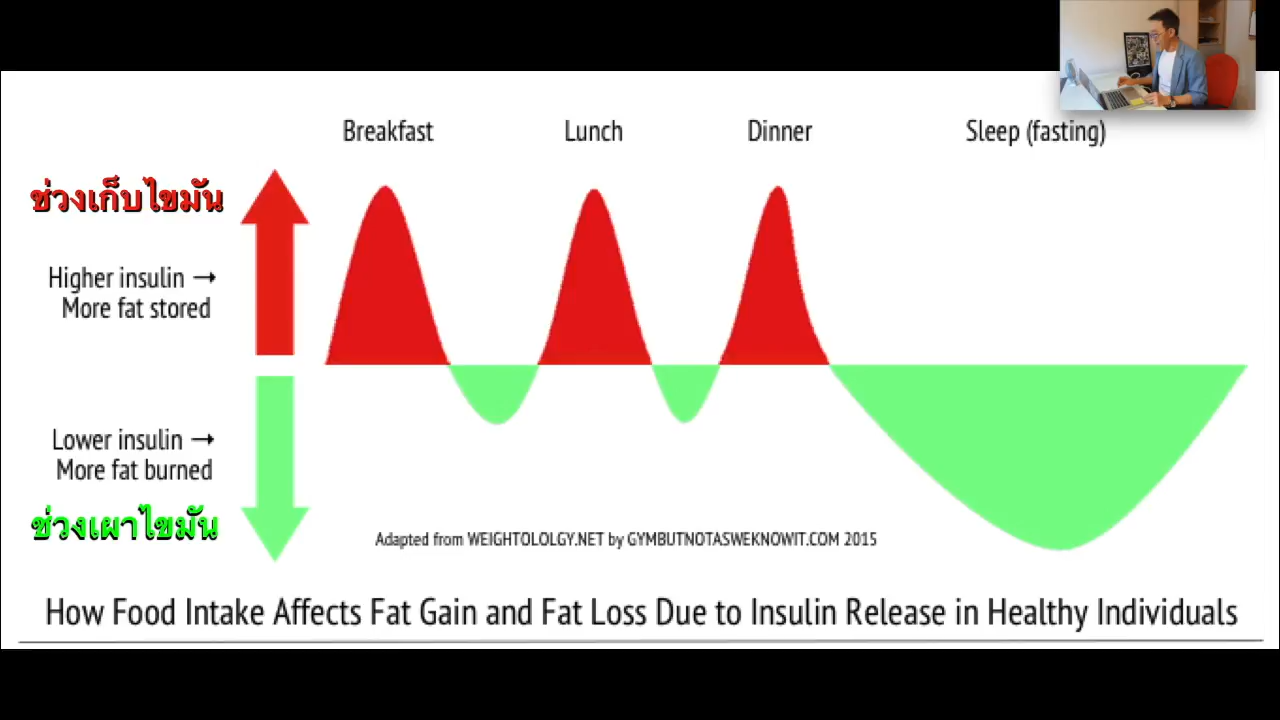 Breakfast
Lunch
Dinner
Sleep (fasting)
ช่วงเก็บไขมัน
Higher insulin →
More fat stored
Lower insulin →
More fat burned
ช่วงเผาไขมัน
Adapted from WEIGHTOLOLGY.NET by GYMBUTNOTASWEKNOWIT.COM 2015
How Food Intake Affects Fat Gain and Fat Loss Due to Insulin Release in Healthy Individuals